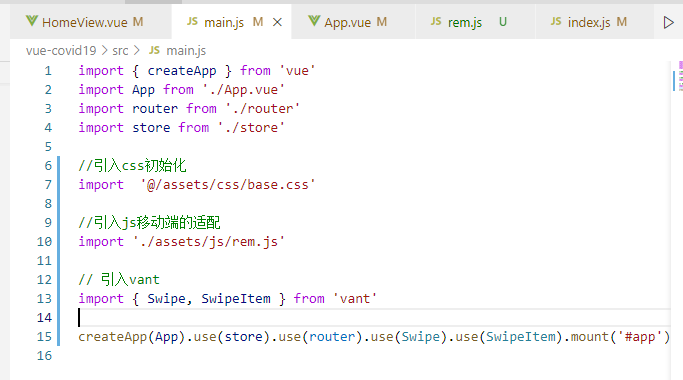 HomeView.vue M JS main.js M App.vue M JS rem.js U JS index.js M
vue-covid19 > src > JS main.js
1 import { createApp } from 'vue'
2 import App from './App.vue'
3 import router from './router'
4 import store from './store'
5
6 //引入css初始化
7 import  '@/assets/css/base.css'
8
9 //引入js移动端的适配
10 import './assets/js/rem.js'
11
12 // 引入vant
13 import { Swipe, SwipeItem } from 'vant'
14
15 createApp(App).use(store).use(router).use(Swipe).use(SwipeItem).mount('#app')
16